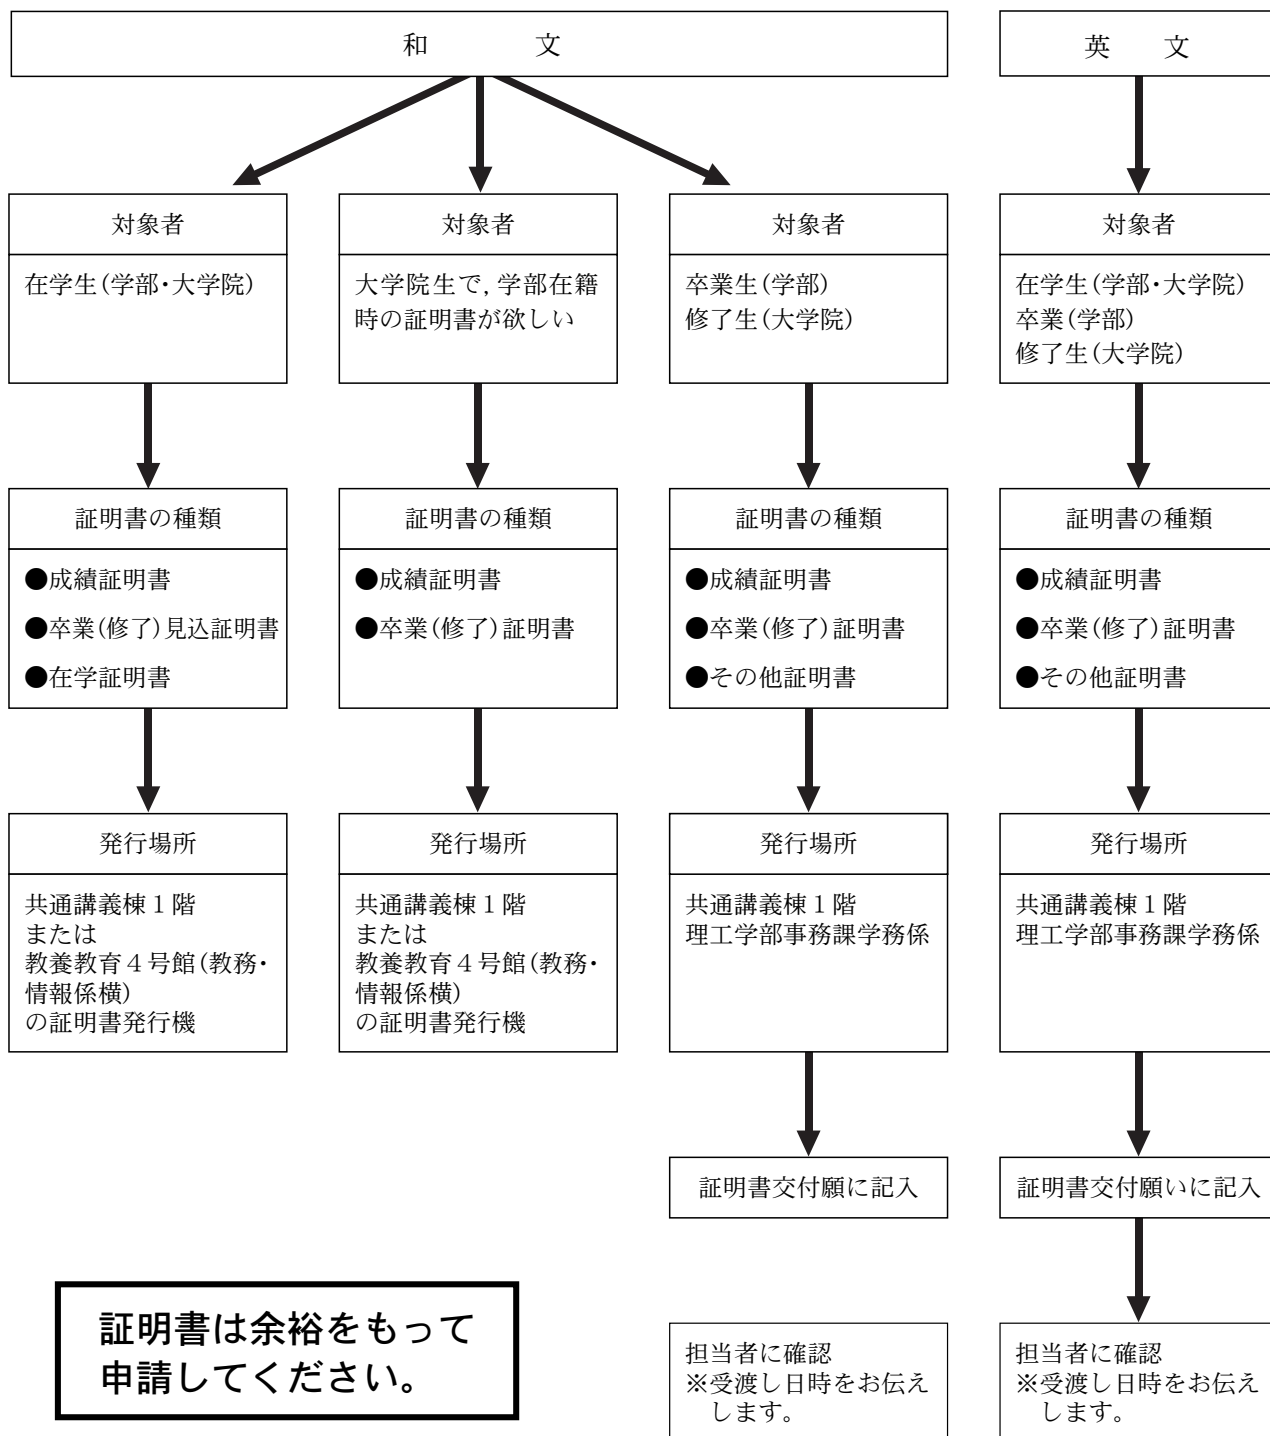 和　　文
英　文
対象者
在学生(学部・大学院)
対象者
大学院生で,学部在籍
時の証明書が欲しい
対象者
卒業生(学部)
修了生(大学院)
対象者
在学生(学部・大学院)
卒業(学部)
修了生(大学院)
証明書の種類
●成績証明書
●卒業(修了)見込証明書
●在学証明書
証明書の種類
●成績証明書
●卒業(修了)証明書
証明書の種類
●成績証明書
●卒業(修了)証明書
●その他証明書
証明書の種類
●成績証明書
●卒業(修了)証明書
●その他証明書
発行場所
共通講義棟1階
または
教養教育4号館(教務・
情報係横)
の証明書発行機
発行場所
共通講義棟1階
または
教養教育4号館(教務・
情報係横)
の証明書発行機
発行場所
共通講義棟1階
理工学部事務課学務係
発行場所
共通講義棟1階
理工学部事務課学務係
証明書交付願に記入
証明書交付願いに記入
担当者に確認
※受渡し日時をお伝え
します。
担当者に確認
※受渡し日時をお伝え
します。
証明書は余裕をもって
申請してください。